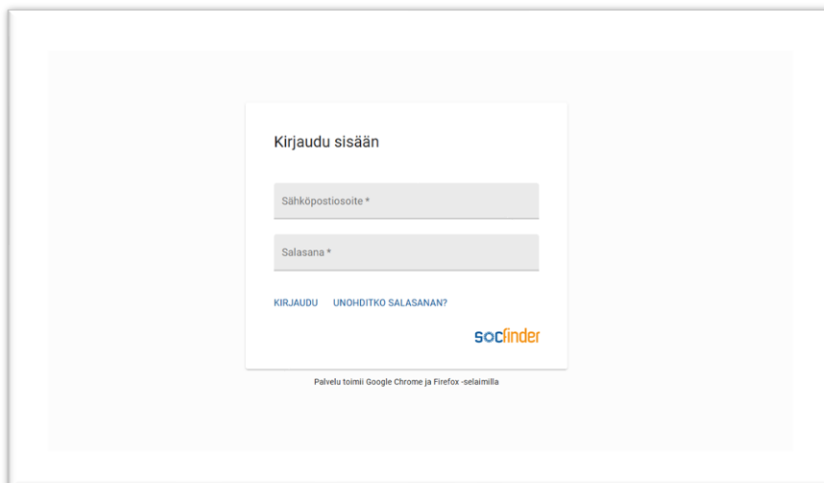 Kirjaudu sisään
Sähköpostiosoite *
Salasana *
KIRJAUDU UNOHDITKO SALASANAN?
socfinder
Palvelu toimii Google Chrome ja Firefox -selaimilla